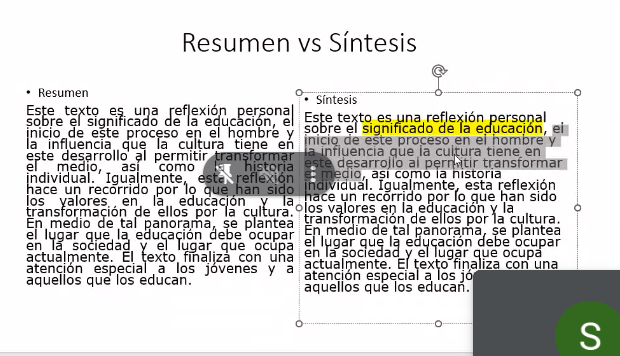 Resumen vs Síntesis
• Resumen
Este texto es una reflexión personal
sobre el significado de la educación, el
inicio de este proceso en el hombre y
la influencia que la cultura tiene en
este desarrollo al permitir transformar
el medio, así como la historia
individual. Igualmente, esta reflexión
hace un recorrido por lo que han sido
los valores en la educación y la
transformación de ellos por la cultura.
En medio de tal panorama, se plantea
el lugar que la educación debe ocupar
en la sociedad y el lugar que ocupa
actualmente. El texto finaliza con una
atención especial a los jóvenes y a
aquellos que los educan.
• Síntesis
Este texto es una reflexión personal
sobre el significado de la educación, el
inicio de este proceso en el hombre y
la influencia que la cultura tiene en
este desarrollo al permitir transformar
medio, así como la historia
individual. Igualmente, esta reflexión
hace un recorrido por lo que han sido
los valores en la educación y la
transformación de ellos por la cultura.
En medio de tal panorama, se plantea
el lugar que la educación debe ocupar
en la sociedad y el lugar que ocupa
actualmente. El texto finaliza con una
atención especial a los
aquellos que los educan.
S